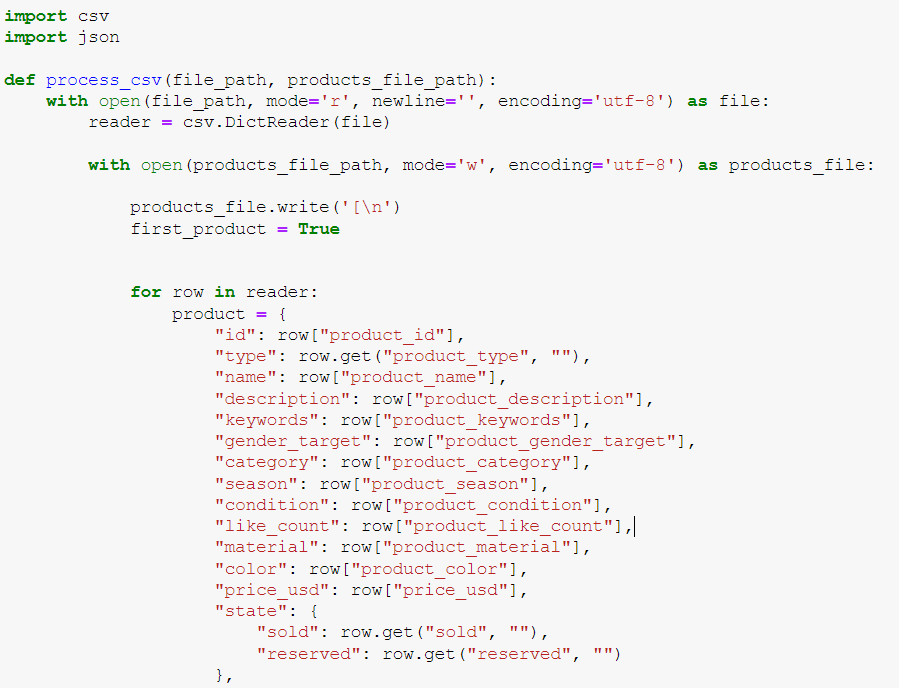 import csv
import json
def process_csv(file_path, products_file_path):
    with open(file_path, mode='r', newline='', encoding='utf-8') as file:
        reader = csv.DictReader(file)
        with open(products_file_path, mode='w', encoding='utf-8') as products_file:
            products_file.write('[\n')
            first_product = True
            for row in reader:
                product = {
                    "id": row["product_id"],
                    "type": row.get("product_type", ""),
                    "name": row["product_name"],
                    "description": row["product_description"],
                    "keywords": row["product_keywords"],
                    "gender_target": row["product_gender_target"],
                    "category": row["product_category"],
                    "season": row["product_season"],
                    "condition": row["product_condition"],
                    "like_count": row["product_like_count"],
                    "material": row["product_material"],
                    "color": row["product_color"],
                    "price_usd": row["price_usd"],
                    "state": {
                        "sold": row.get("sold", ""),
                        "reserved": row.get("reserved", "")
                    },